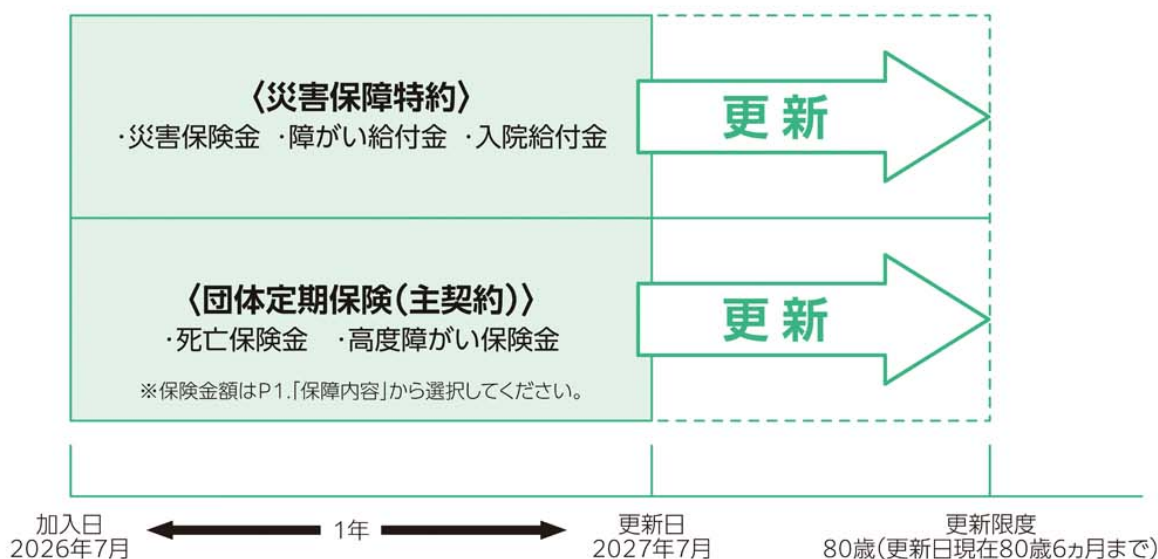 〈災害保障特約〉
・災害保険金 ・障がい給付金 ・入院給付金
更新
〈団体定期保険(主契約)〉
・死亡保険金 ・高度障がい保険金
※保険金額はP1.「保障内容」から選択してください。
更新
加入日
2026年7月
1年
更新日
2027年7月
更新限度
80歳(更新日現在80歳6ヵ月まで)